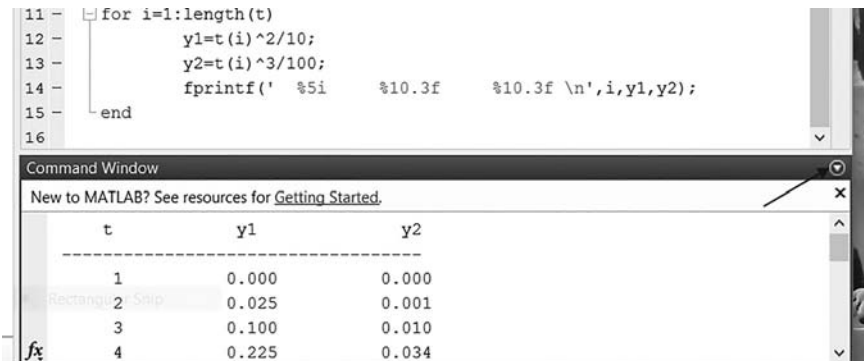 11 - for i=1:length(t)
12 - y1=t(i)^2/10;
13 - y2=t(i)^3/100;
14 - fprintf(' %5i %10.3f %10.3f \n',i,y1,y2);
15 - end
16
Command Window
New to MATLAB? See resources for Getting Started.
t y1 y2
------------------------------------
1 0.000 0.000
2 0.025 0.001
3 0.100 0.010
4 0.225 0.034
Rectangular Snip
fx